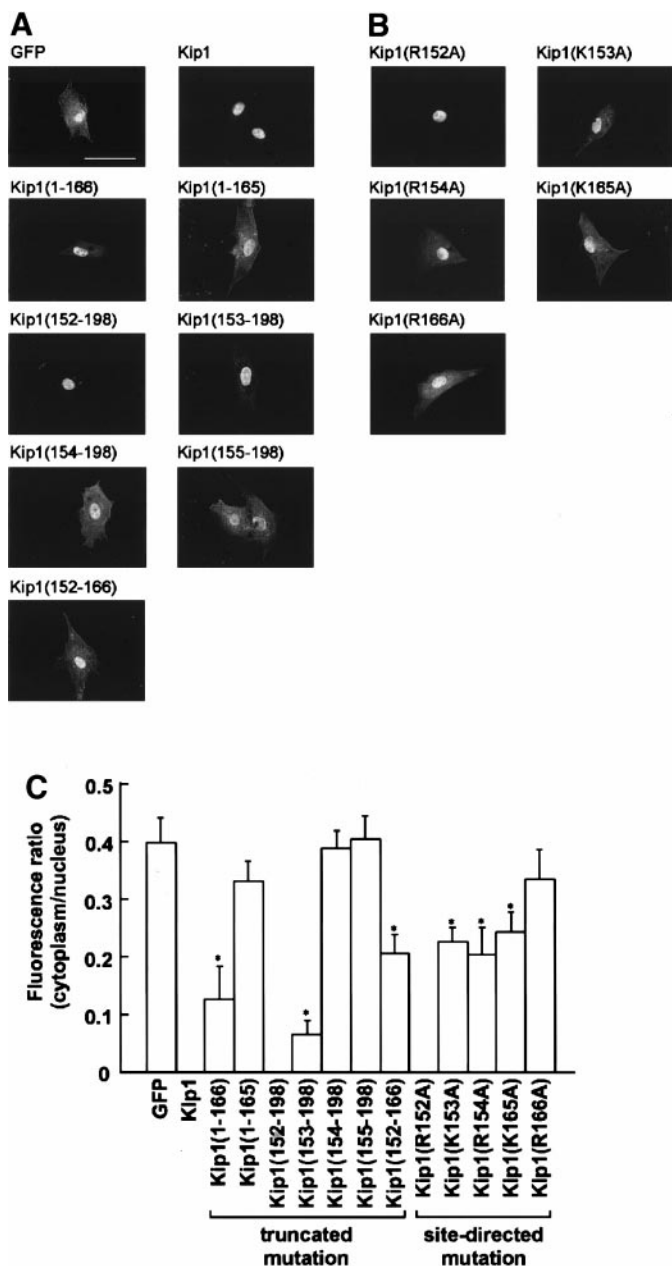 A
B
GFP
Kip1
Kip1(R152A)
Kip1(K153A)
Kip1(1-166)
Kip1(1-165)
Kip1(R154A)
Kip1(K165A)
Kip1(152-198)
Kip1(153-198)
Kip1(R166A)
Kip1(154-198)
Kip1(155-198)
Kip1(152-166)
C
Fluorescence ratio
(cytoplasm/nucleus)
0.5
0.4
0.3
0.2
0.1
0
*
*
*
*
*
*
GFP
Kip1
Kip1(1-166)
Kip1(1-165)
Kip1(152-198)
Kip1(153-198)
Kip1(154-198)
Kip1(155-198)
Kip1(152-166)
Kip1(R152A)
Kip1(K153A)
Kip1(R154A)
Kip1(K165A)
Kip1(R166A)
truncated
mutation
site-directed
mutation